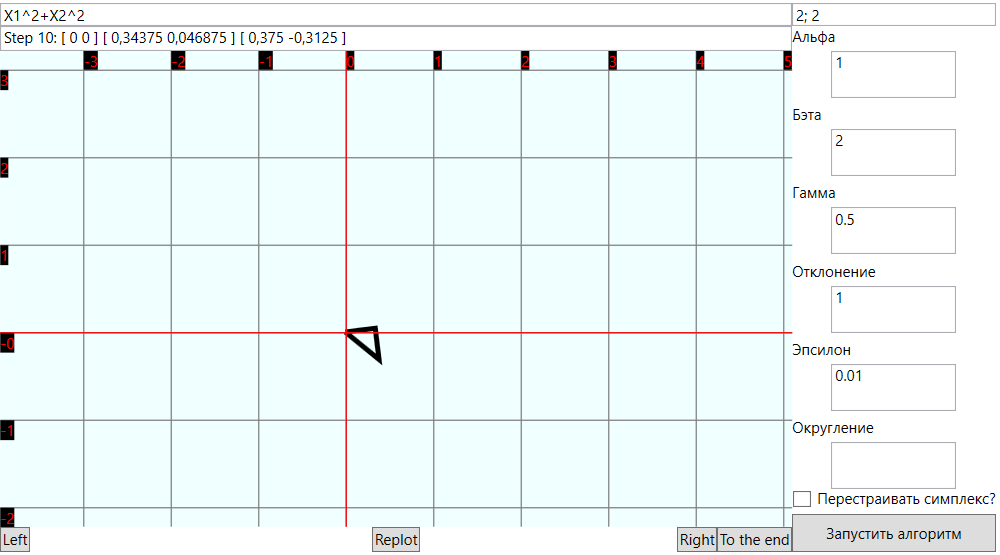 X1^2+X2^2
2; 2
Step 10: [ 0 0 ] [ 0,34375 0,046875 ] [ 0,375 -0,3125 ]
-3 -2 -1 0 1 2 3 4 5
3
2
1
-0
-1
-2
Left
Replot
Right
To the end
Альфа
1
Бэта
2
Гамма
0.5
Отклонение
1
Эпсилон
0.01
Округление
Перестраивать симплекс?
Запустить алгоритм